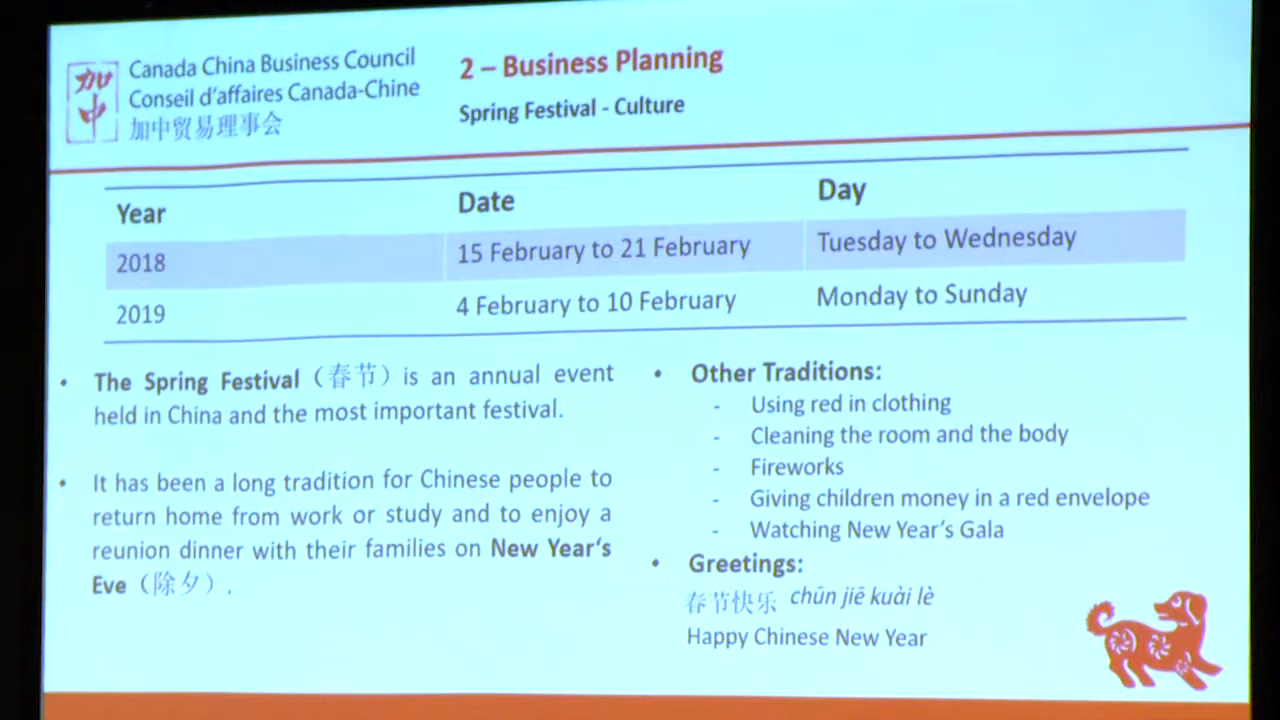 加
中
Canada China Business Council
Conseil d'affaires Canada-Chine
加中贸易理事会
2 – Business Planning
Spring Festival - Culture
Year Date Day
2018 15 February to 21 February Tuesday to Wednesday
2019 4 February to 10 February Monday to Sunday
• The Spring Festival（春节）is an annual event
held in China and the most important festival.
• It has been a long tradition for Chinese people to
return home from work or study and to enjoy a
reunion dinner with their families on New Year‘s
Eve（除夕）.
• Other Traditions:
- Using red in clothing
- Cleaning the room and the body
- Fireworks
- Giving children money in a red envelope
- Watching New Year's Gala
• Greetings:
春节快乐 chūn jiē kuài lè
Happy Chinese New Year